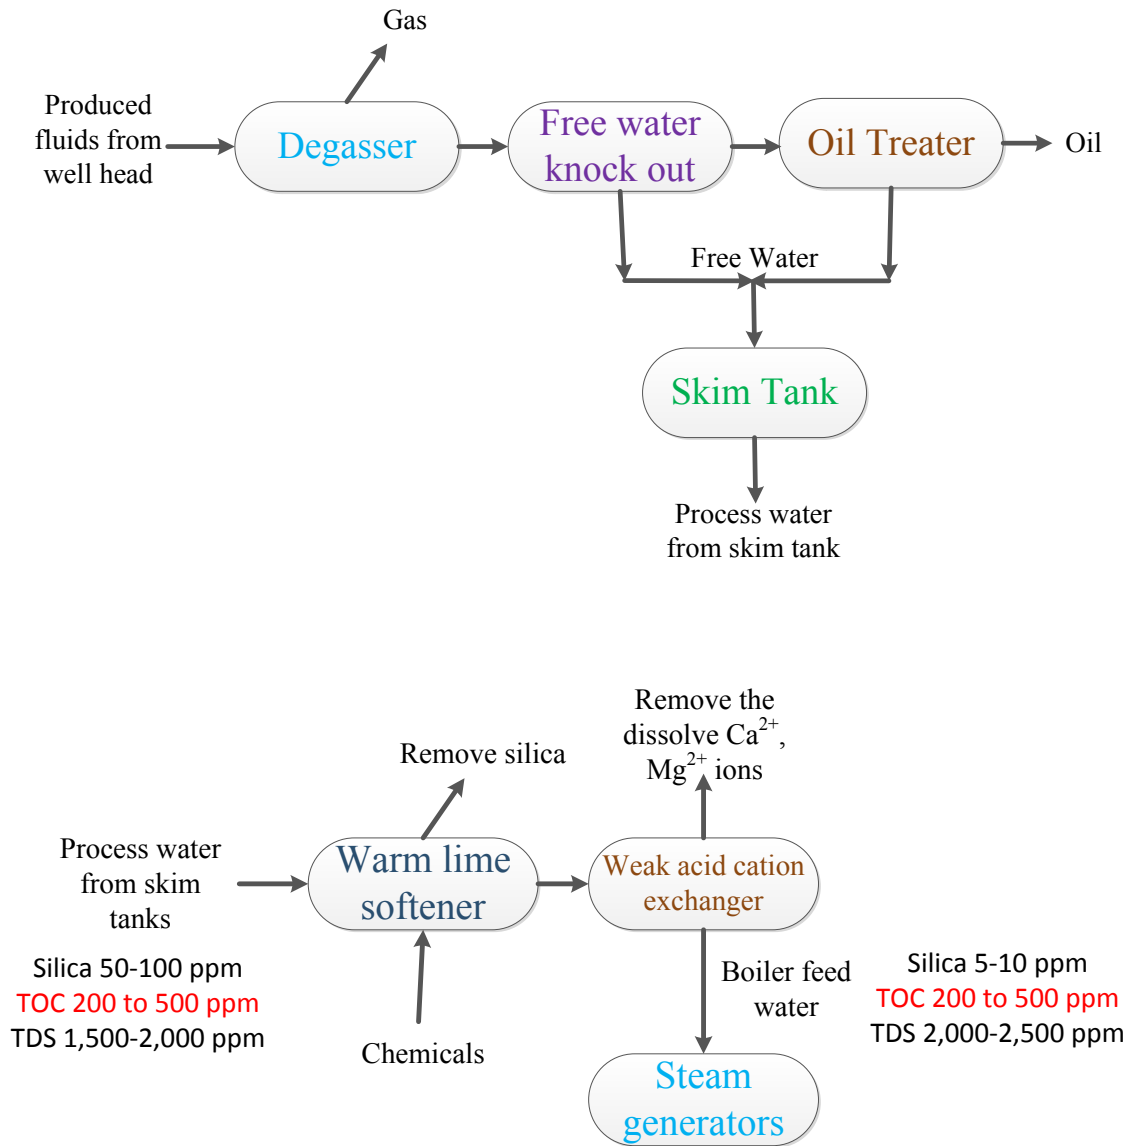 Gas
Produced
fluids from
well head
Degasser
Free water
knock out
Oil Treater
Oil
Free Water
Skim Tank
Process water
from skim tank
Remove the
dissolve Ca²⁺,
Mg²⁺ ions
Remove silica
Process water
from skim
tanks
Warm lime
softener
Weak acid cation
exchanger
Silica 50-100 ppm
TOC 200 to 500 ppm
TDS 1,500-2,000 ppm
Chemicals
Boiler feed
water
Silica 5-10 ppm
TOC 200 to 500 ppm
TDS 2,000-2,500 ppm
Steam
generators